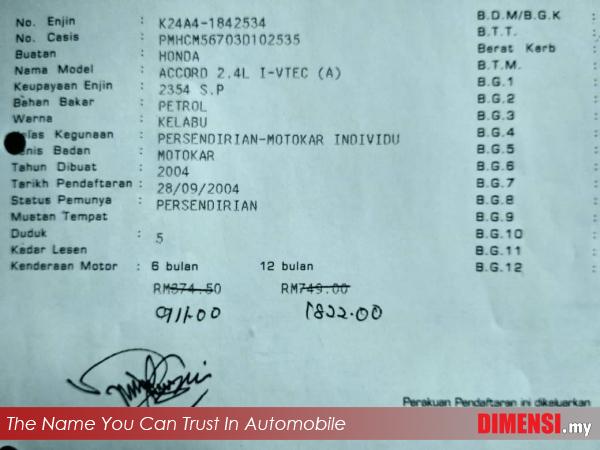 No. Enjin : K24A4-1842534
No. Casis : PMHCM56703D102535
Buatan : HONDA
Nama Model : ACCORD 2.4L I-VTEC (A)
Keupayaan Enjin : 2354 S.P
Bahan Bakar : PETROL
Warna : KELABU
Kegunaan : PERSENDIRIAN-MOTOKAR INDIVIDU
Badan : MOTOKAR
Tahun Dibuat : 2004
Tarikh Pendaftaran : 28/09/2004
Status Pemunya : PERSENDIRIAN
Muatan Tempat
Duduk : 5
Kadar Lesen
Kenderaan Motor : 6 bulan 12 bulan
RM374.50 RM749.00
911.00 1822.00
B.D.M/B.G.K :
B.T.T. :
Berat Kerb :
B.T.M. :
B.G.1 :
B.G.2 :
B.G.3 :
B.G.4 :
B.G.5 :
B.G.6 :
B.G.7 :
B.G.8 :
B.G.9 :
B.G.10 :
B.G.11 :
B.G.12 :
Perakuan Pendaftaran ini dikeluarkan
The Name You Can Trust In Automobile
DIMENSI.my